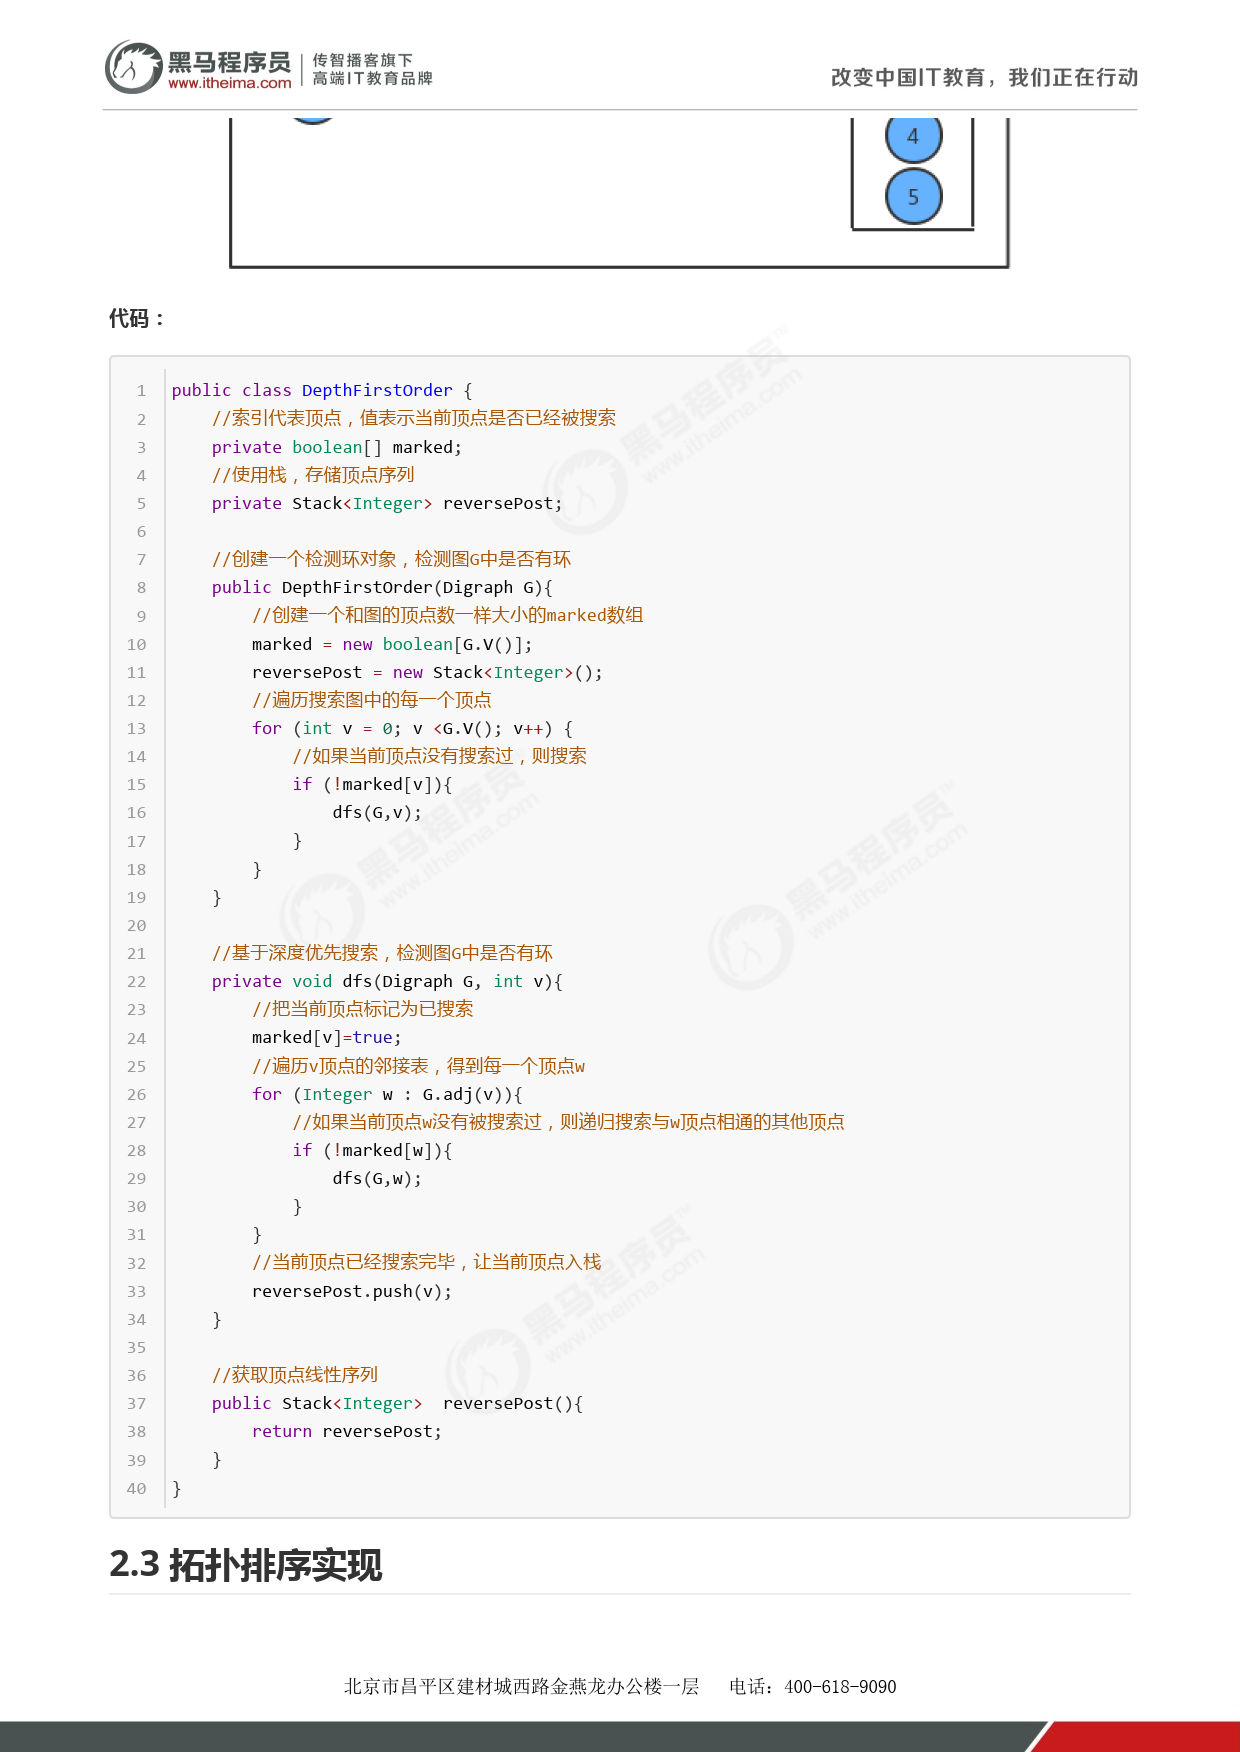 黑马程序员 传智播客旗下
www.itheima.com 高端IT教育品牌
改变中国IT教育，我们正在行动
4
5
代码：
1 public class DepthFirstOrder {
2     //索引代表顶点，值表示当前顶点是否已经被搜索
3     private boolean[] marked;
4     //使用栈，存储顶点序列
5     private Stack<Integer> reversePost;
6
7     //创建一个检测环对象，检测图G中是否有环
8     public DepthFirstOrder(Digraph G){
9         //创建一个和图的顶点数一样大小的marked数组
10         marked = new boolean[G.V()];
11         reversePost = new Stack<Integer>();
12         //遍历搜索图中的每一个顶点
13         for (int v = 0; v <G.V(); v++) {
14             //如果当前顶点没有搜索过，则搜索
15             if (!marked[v]){
16                 dfs(G,v);
17             }
18         }
19     }
20
21     //基于深度优先搜索，检测图G中是否有环
22     private void dfs(Digraph G, int v){
23         //把当前顶点标记为已搜索
24         marked[v]=true;
25         //遍历v顶点的邻接表，得到每一个顶点w
26         for (Integer w : G.adj(v)){
27             //如果当前顶点w没有被搜索过，则递归搜索与w顶点相通的其他顶点
28             if (!marked[w]){
29                 dfs(G,w);
30             }
31         }
32         //当前顶点已经搜索完毕，让当前顶点入栈
33         reversePost.push(v);
34     }
35
36     //获取顶点线性序列
37     public Stack<Integer>  reversePost(){
38         return reversePost;
39     }
40 }
2.3 拓扑排序实现
北京市昌平区建材城西路金燕龙办公楼一层 电话：400-618-9090